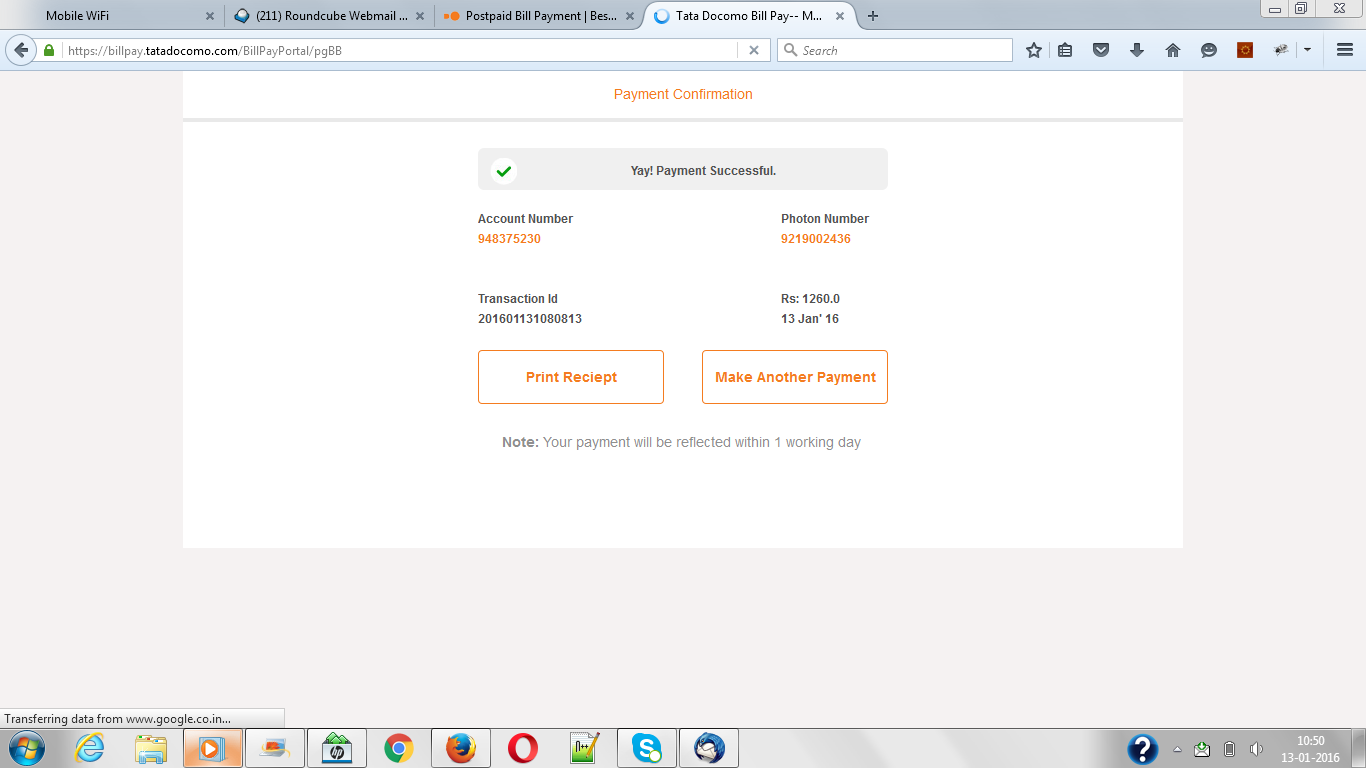 Mobile WiFi
(211) Roundcube Webmail ...
Postpaid Bill Payment | Bes...
Tata Docomo Bill Pay-- M...
https://billpay.tatadocomo.com/BillPayPortal/pgBB
Search
Payment Confirmation
Yay! Payment Successful.
Account Number
Photon Number
948375230
9219002436
Transaction Id
Rs: 1260.0
201601131080813
13 Jan' 16
Print Reciept
Make Another Payment
Note: Your payment will be reflected within 1 working day
Transferring data from www.google.co.in...
hp
n++
10:50
13-01-2016